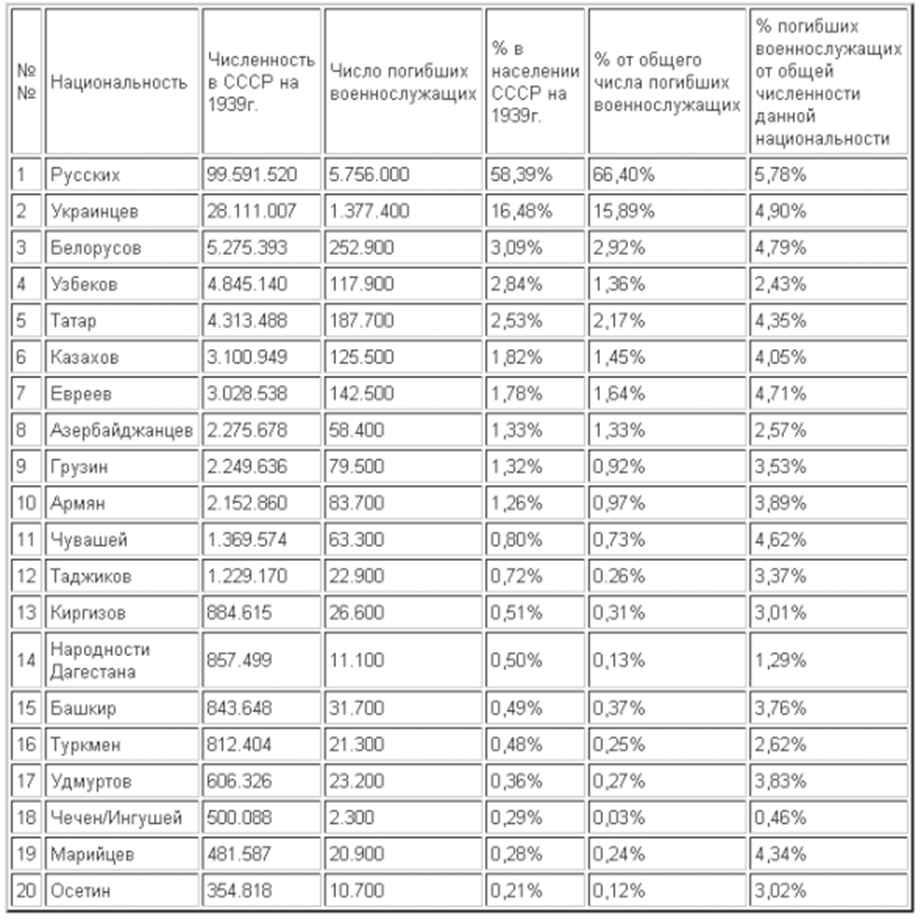 № № Национальность Численность в СССР на 1939г. Число погибших военнослужащих % в населении СССР на 1939г. % от общего числа погибших военнослужащих % погибших военнослужащих от общей численности данной национальности
1 Русских 99.591.520 5.756.000 58,39% 66,40% 5,78%
2 Украинцев 28.111.007 1.377.400 16,48% 15,89% 4,90%
3 Белорусов 5.275.393 252.900 3,09% 2,92% 4,79%
4 Узбеков 4.845.140 117.900 2,84% 1,36% 2,43%
5 Татар 4.313.488 187.700 2,53% 2,17% 4,35%
6 Казахов 3.100.949 125.500 1,82% 1,45% 4,05%
7 Евреев 3.028.538 142.500 1,78% 1,64% 4,71%
8 Азербайджанцев 2.275.678 58.400 1,33% 1,33% 2,57%
9 Грузин 2.249.636 79.500 1,32% 0,92% 3,53%
10 Армян 2.152.860 83.700 1,26% 0,97% 3,89%
11 Чувашей 1.369.574 63.300 0,80% 0,73% 4,62%
12 Таджиков 1.229.170 22.900 0,72% 0.26% 3,37%
13 Киргизов 884.615 26.600 0,51% 0,31% 3,01%
14 Народности Дагестана 857.499 11.100 0,50% 0,13% 1,29%
15 Башкир 843.648 31.700 0,49% 0,37% 3,76%
16 Туркмен 812.404 21.300 0,48% 0,25% 2,62%
17 Удмуртов 606.326 23.200 0,36% 0,27% 3,83%
18 Чечен/Ингушей 500.088 2.300 0,29% 0,03% 0,46%
19 Марийцев 481.587 20.900 0,28% 0,24% 4,34%
20 Осетин 354.818 10.700 0,21% 0,12% 3,02%